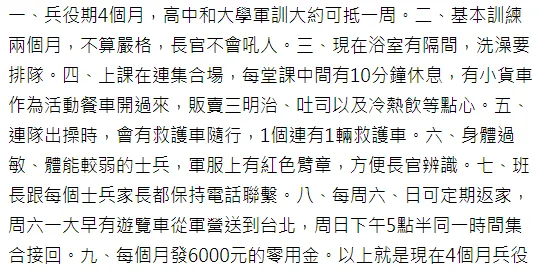 一、兵役期4個月，高中和大學軍訓大約可抵一周。二、基本訓練
兩個月，不算嚴格，長官不會吼人。三、現在浴室有隔間，洗澡要
排隊。四、上課在連集合場，每堂課中間有10分鐘休息，有小貨車
作為活動餐車開過來，販賣三明治、吐司以及冷熱飲等點心。五、
連隊出操時，會有救護車隨行，1個連有1輛救護車。六、身體過
敏、體能較弱的士兵，軍服上有紅色臂章，方便長官辨識。七、班
長跟每個士兵家長都保持電話聯繫。八、每周六、日可定期返家，
周六一大早有遊覽車從軍營送到台北，周日下午5點半同一時間集
合接回。九、每個月發6000元的零用金。以上就是現在4個月兵役